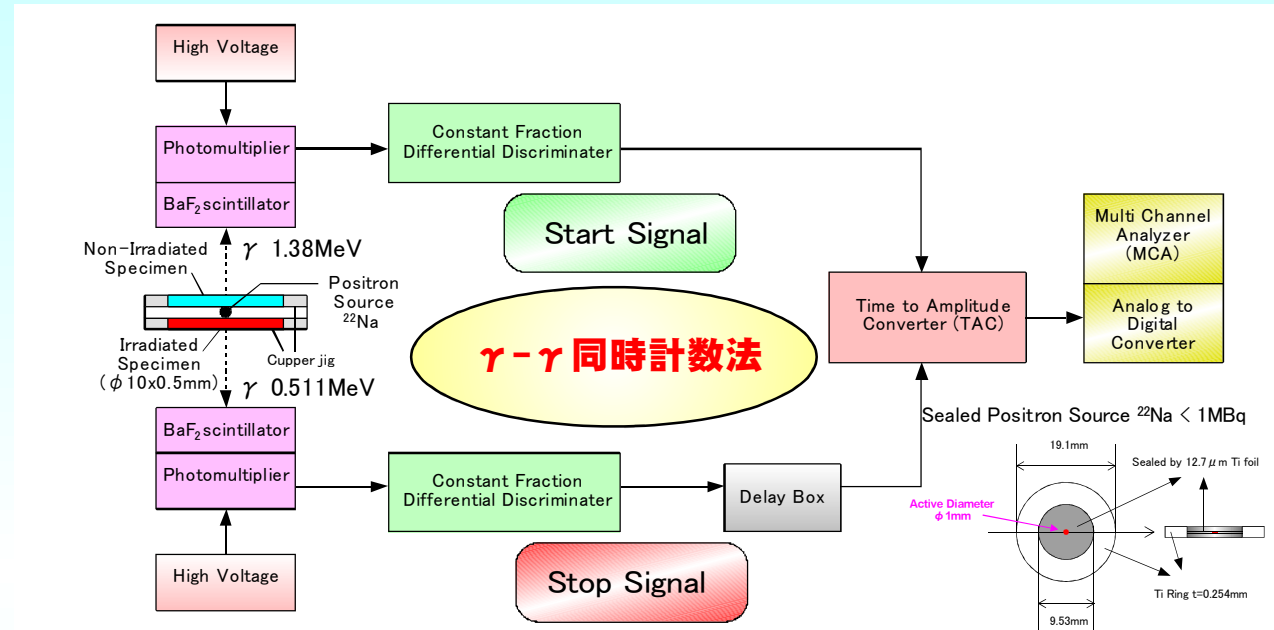 High Voltage
Photomultiplier
BaF₂scintillator
Constant Fraction
Differential Discriminater
Start Signal
Non-Irradiated
Specimen
γ 1.38MeV
Positron
Source
²²Na
Irradiated
Specimen
(φ10x0.5mm)
Cupper jig
γ 0.511MeV
γ-γ同時計数法
Time to Amplitude
Converter (TAC)
Multi Channel
Analyzer
(MCA)
Analog to
Digital
Converter
BaF₂scintillator
Photomultiplier
Constant Fraction
Differential Discriminater
Delay Box
High Voltage
Stop Signal
Sealed Positron Source ²²Na < 1MBq
19.1mm
Sealed by 12.7μm Ti foil
Active Diameter
φ1mm
Ti Ring t=0.254mm
9.53mm